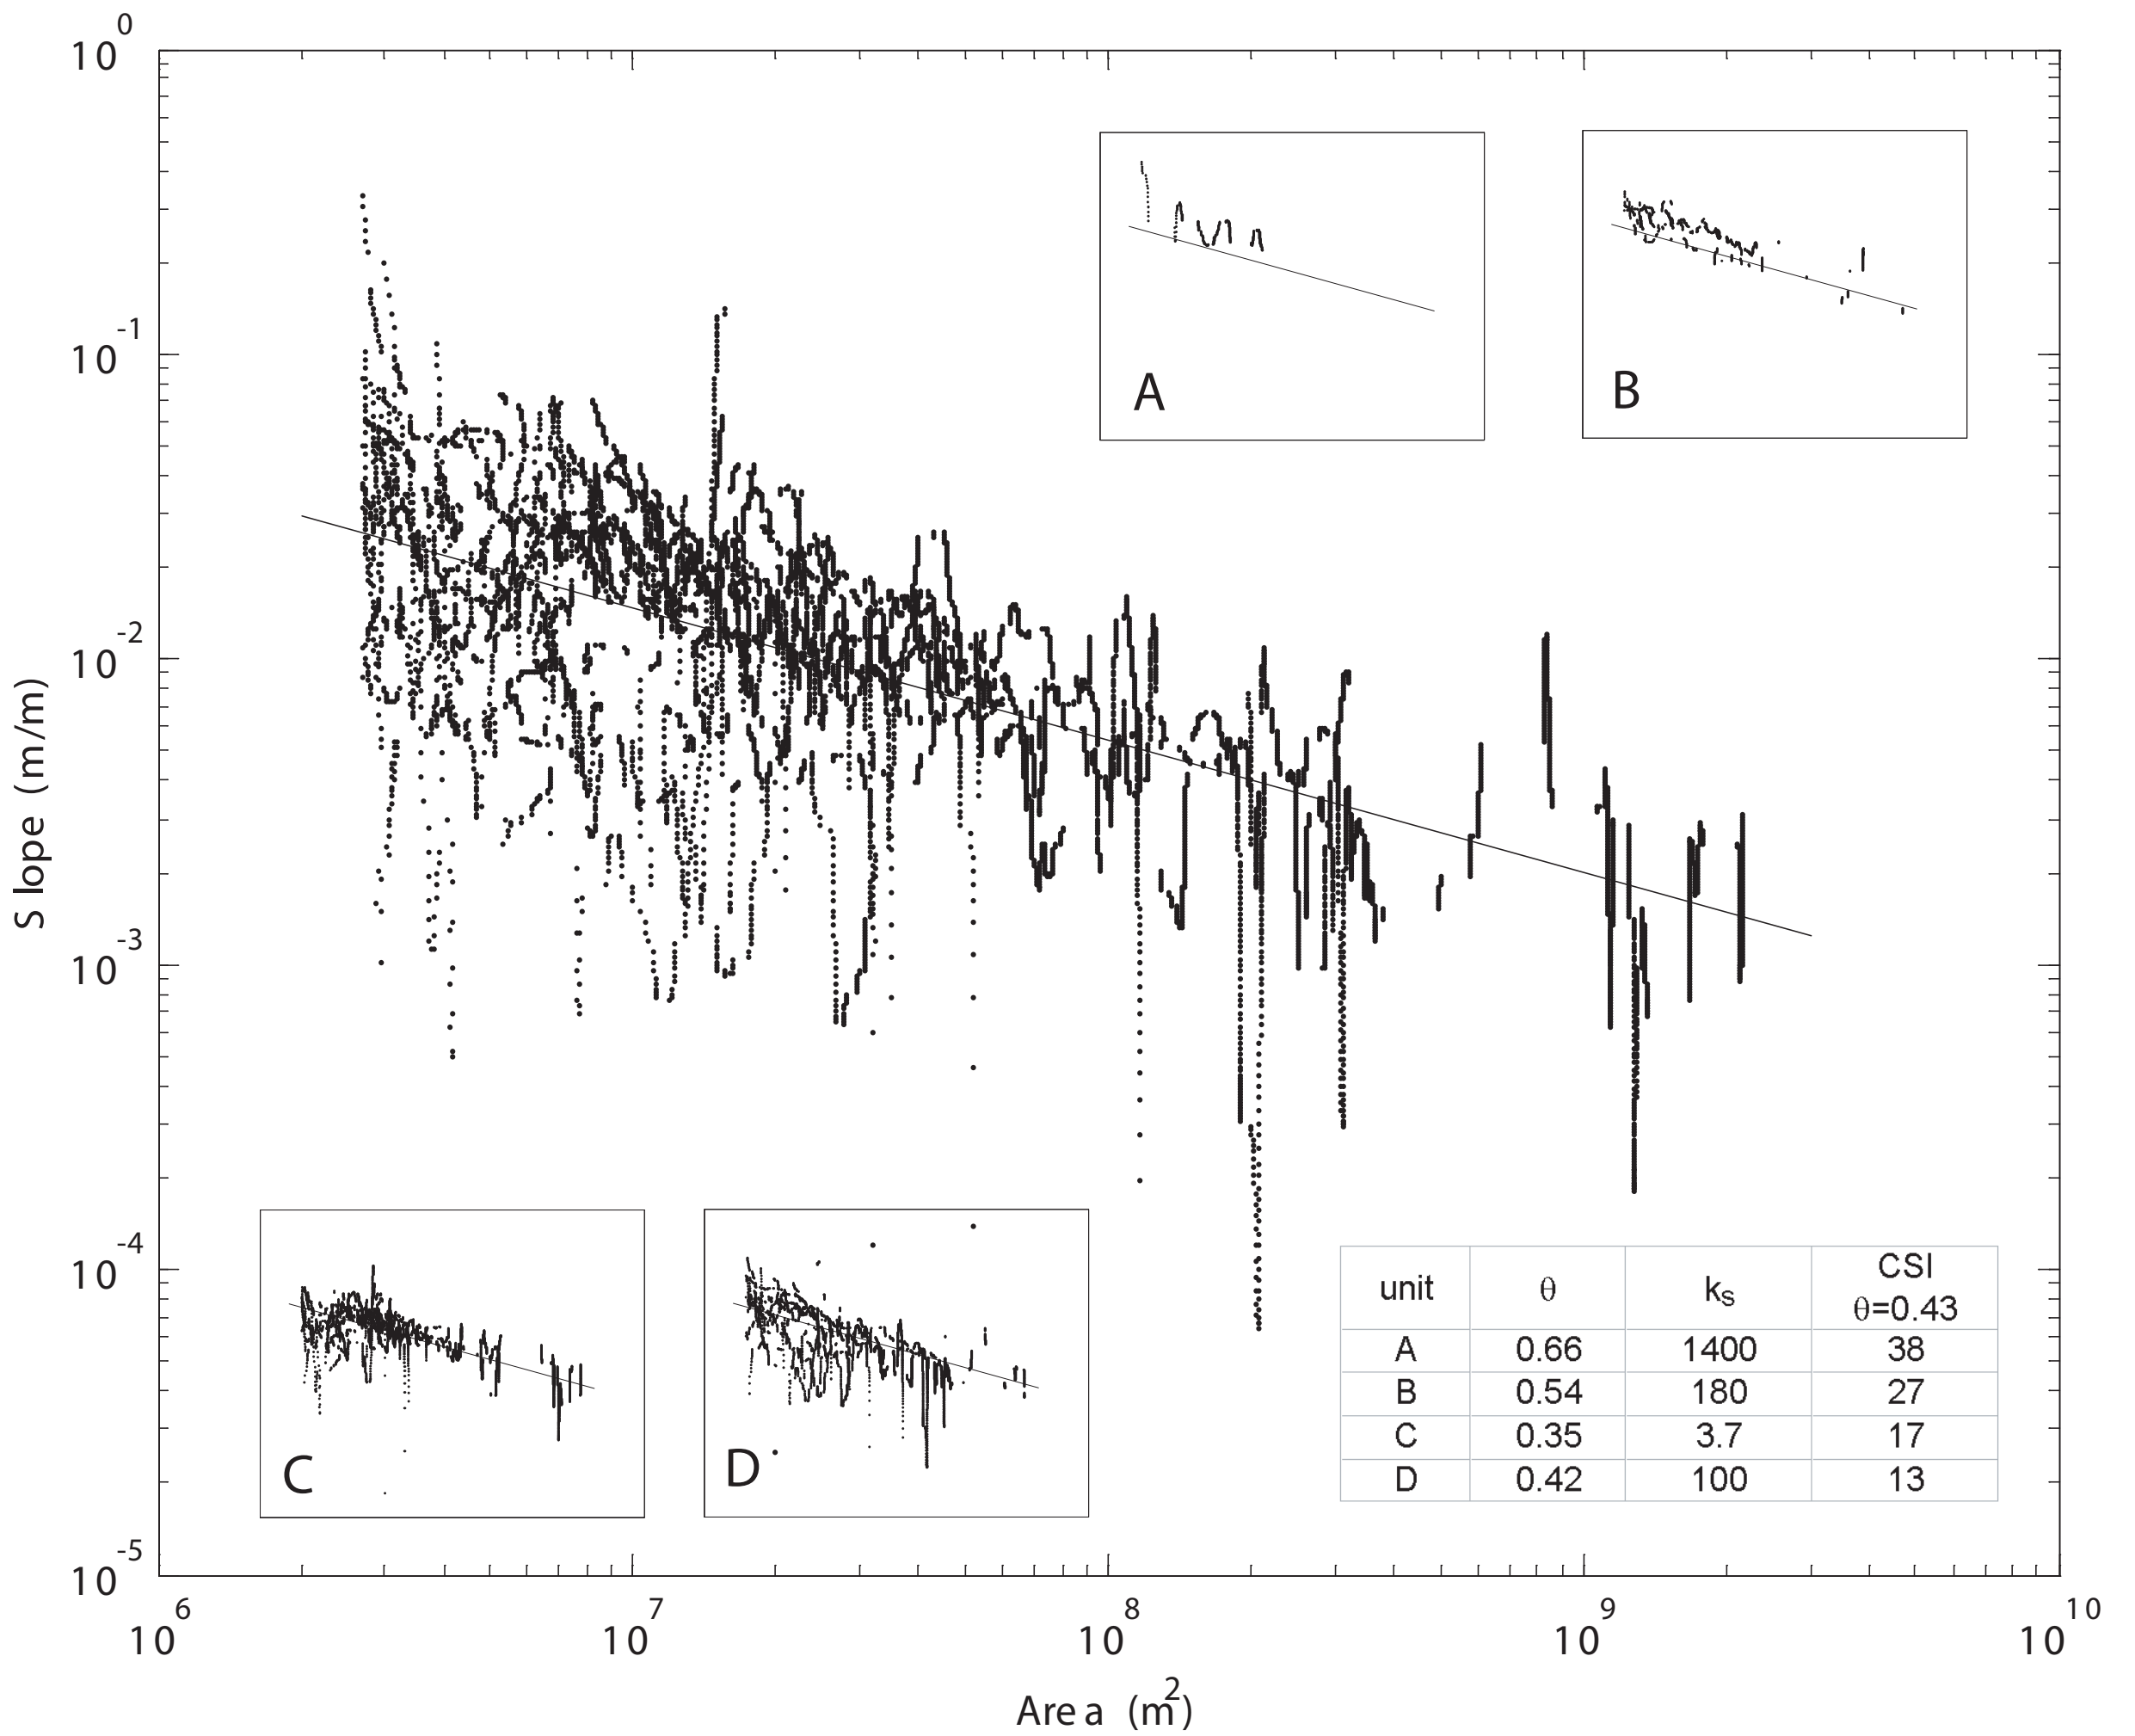 10^0
10^-1
10^-2
10^-3
10^-4
10^-5
Slope (m/m)
A
B
C
D
unit θ k_s CSI θ=0.43
A 0.66 1400 38
B 0.54 180 27
C 0.35 3.7 17
D 0.42 100 13
10^6 10^7 10^8 10^9 10^10
Area (m^2)